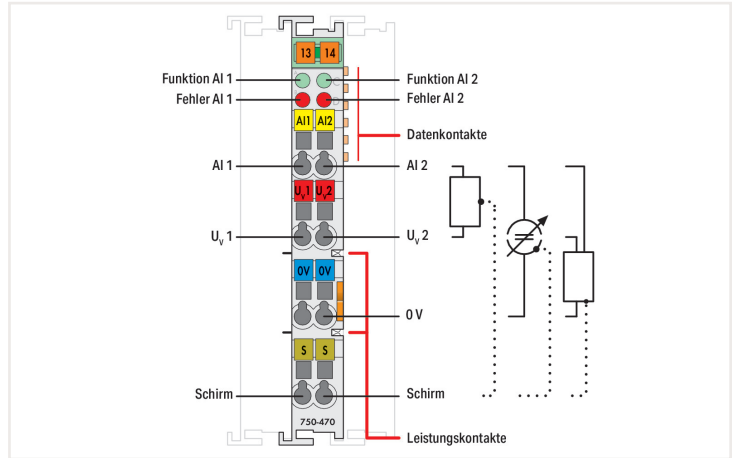 13 14
Funktion AI 1
Funktion AI 2
C
Fehler AI 1
Fehler AI 2
AI1 AI2
Datenkontakte
AI 1
AI 2
UV1 UV2
UV 1
UV 2
0V 0V
0 V
S S
Schirm
Schirm
750-470
Leistungskontakte